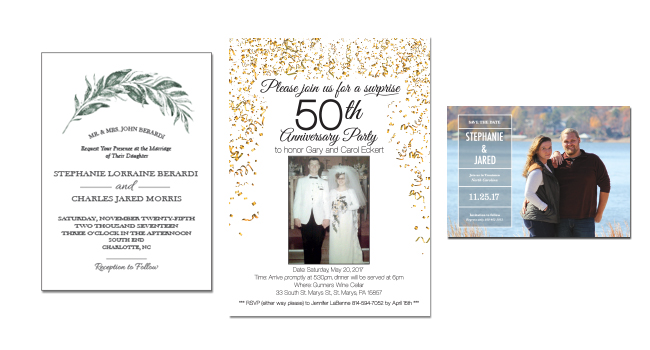 MR. & MRS. JOHN BERARDI
Request Your Presence at the Marriage
of Their Daughter
STEPHANIE LORRAINE BERARDI
and
CHARLES JARED MORRIS
SATURDAY, NOVEMBER TWENTY-FIFTH
TWO THOUSAND SEVENTEEN
THREE O'CLOCK IN THE AFTERNOON
SOUTH END
CHARLOTTE, NC
Reception to Follow
Please join us for a surprise
50th
Anniversary Party
to honor Gary and Carol Eckert
Date: Saturday, May 20, 2017
Time: Arrive promptly at 5:30pm, dinner will be served at 6pm
Where: Gunners Wine Cellar
33 South St. Marys St., St. Marys, PA 15857
*** RSVP (either way please) to Jennifer LaBenne 814-594-7052 by April 15th ***
SAVE THE DATE
STEPHANIE
&
JARED
North Carolina
11.25.17